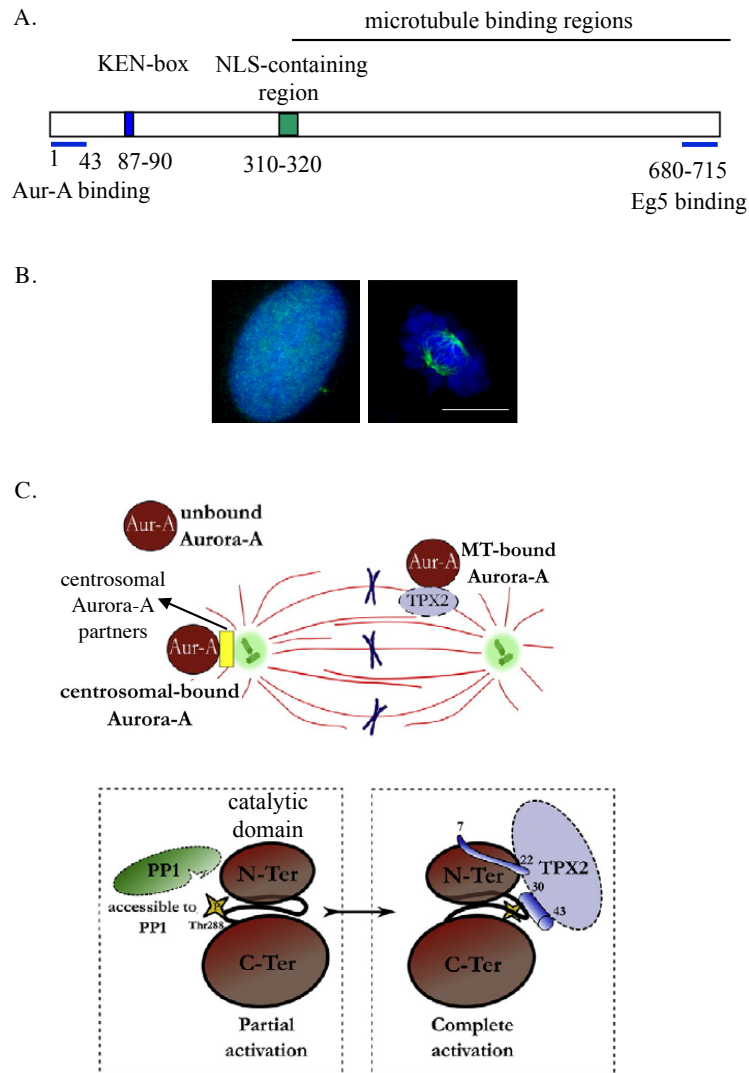 A.
microtubule binding regions
KEN-box
NLS-containing
region
1
43
87-90
310-320
680-715
Aur-A binding
Eg5 binding
B.
C.
Aur-A
unbound
Aurora-A
Aur-A
MT-bound
Aurora-A
TPX2
centrosomal
Aurora-A
partners
Aur-A
centrosomal-bound
Aurora-A
catalytic
domain
PP1
N-Ter
accessible to
PP1
P
Thr288
C-Ter
Partial
activation
7
N-Ter
22
TPX2
30
43
C-Ter
Complete
activation